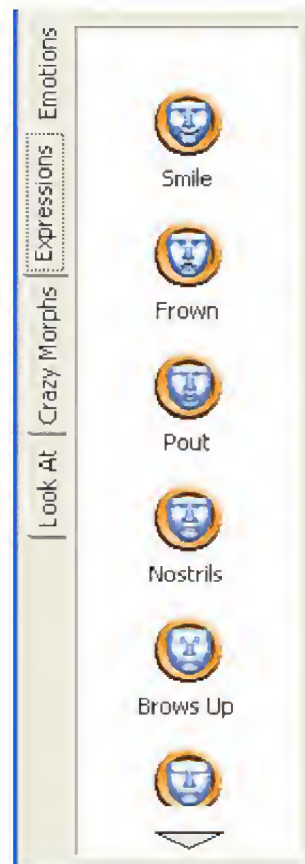 Emotions
Expressions
Crazy Morphs
Look At
Smile
Frown
Pout
Nostrils
Brows Up